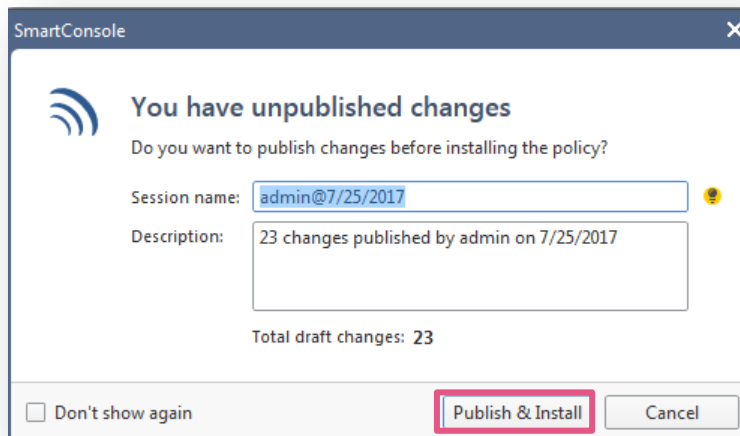 SmartConsole
You have unpublished changes
Do you want to publish changes before installing the policy?
Session name: admin@7/25/2017
Description: 23 changes published by admin on 7/25/2017
Total draft changes: 23
Don't show again Publish & Install Cancel